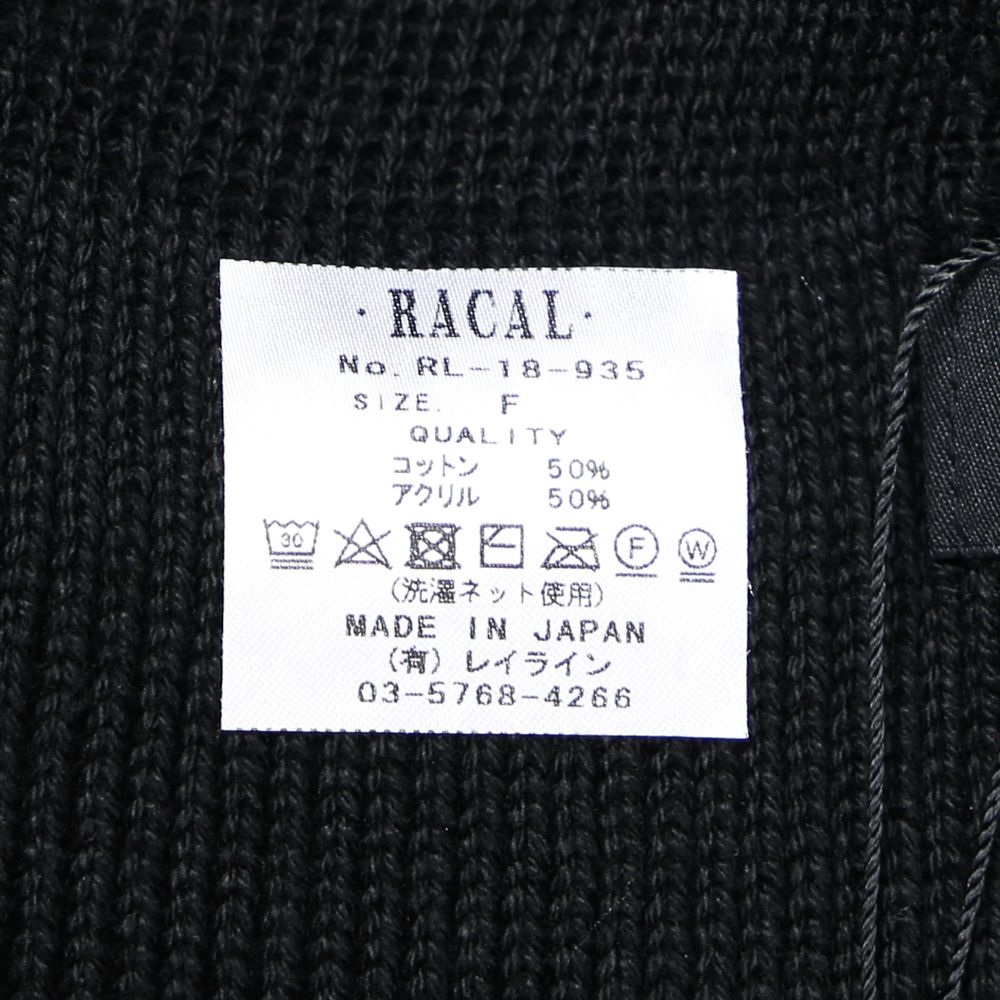 ・RACAL・
No. RL-18-935
SIZE. F
QUALITY
コットン 50%
アクリル 50%
30 F W
(洗濯ネット使用)
MADE IN JAPAN
(有) レイライン
03-5768-4266